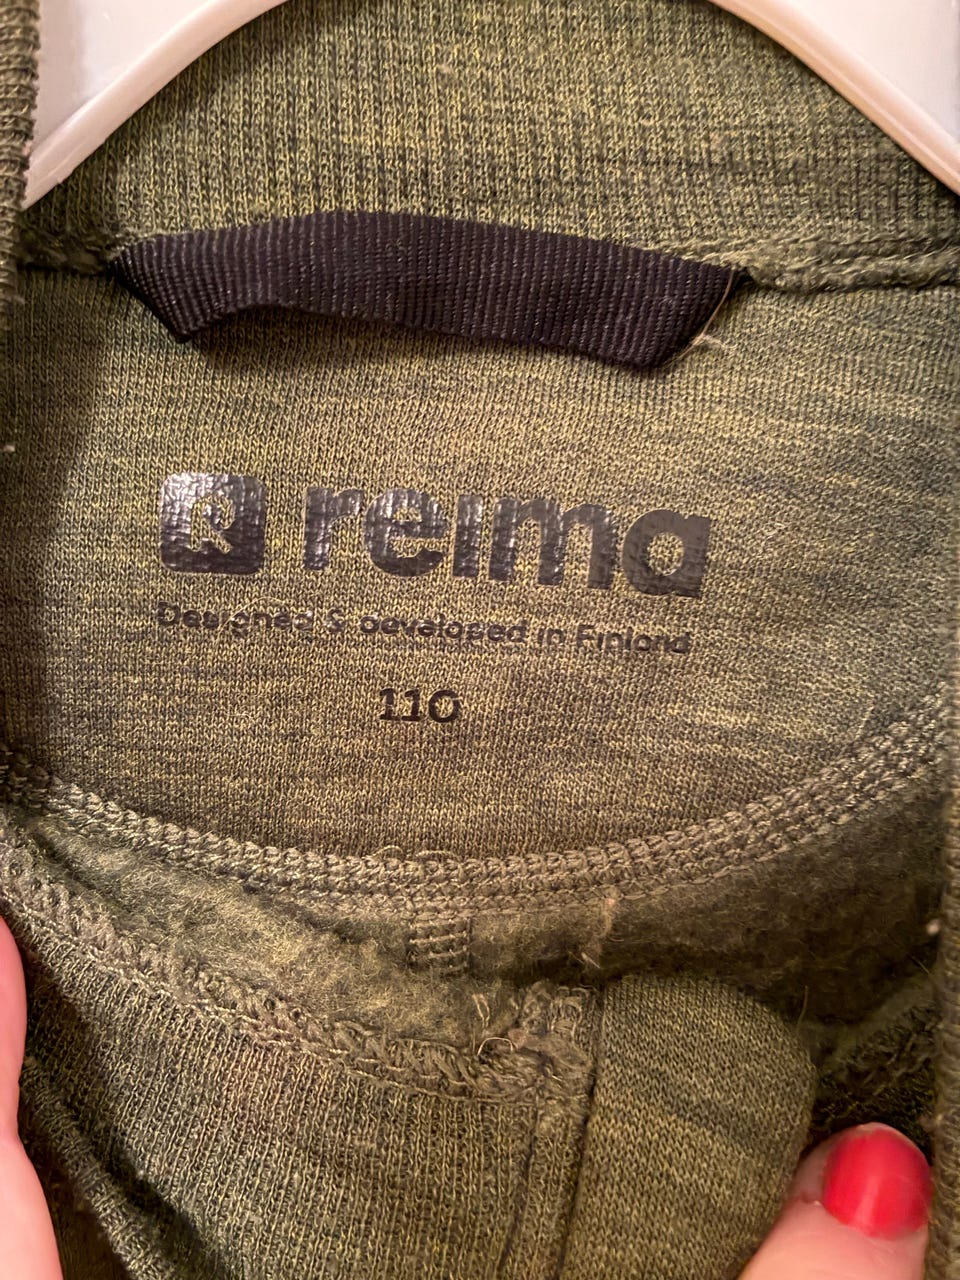 R reima
Designed & developed in Finland
110